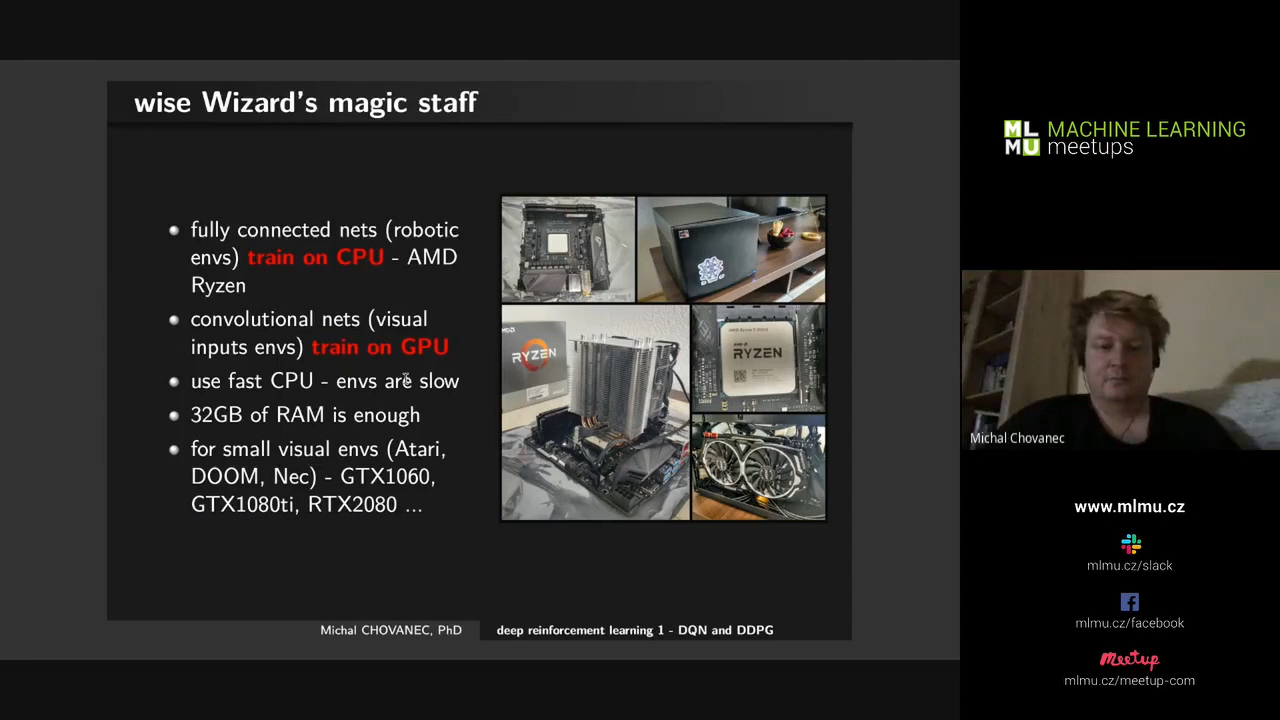 wise Wizard's magic staff
fully connected nets (robotic
envs) train on CPU - AMD
Ryzen
convolutional nets (visual
inputs envs) train on GPU
use fast CPU - envs are slow
32GB of RAM is enough
for small visual envs (Atari,
DOOM, Nec) - GTX1060,
GTX1080ti, RTX2080 ...
AMD
RYZEN
RYZEN
Michal CHOVANEC, PhD
deep reinforcement learning 1 - DQN and DDPG
ML
MU
MACHINE LEARNING
meetups
Michal Chovanec
www.mlmu.cz
mlmu.cz/slack
mlmu.cz/facebook
meetup
mlmu.cz/meetup-com